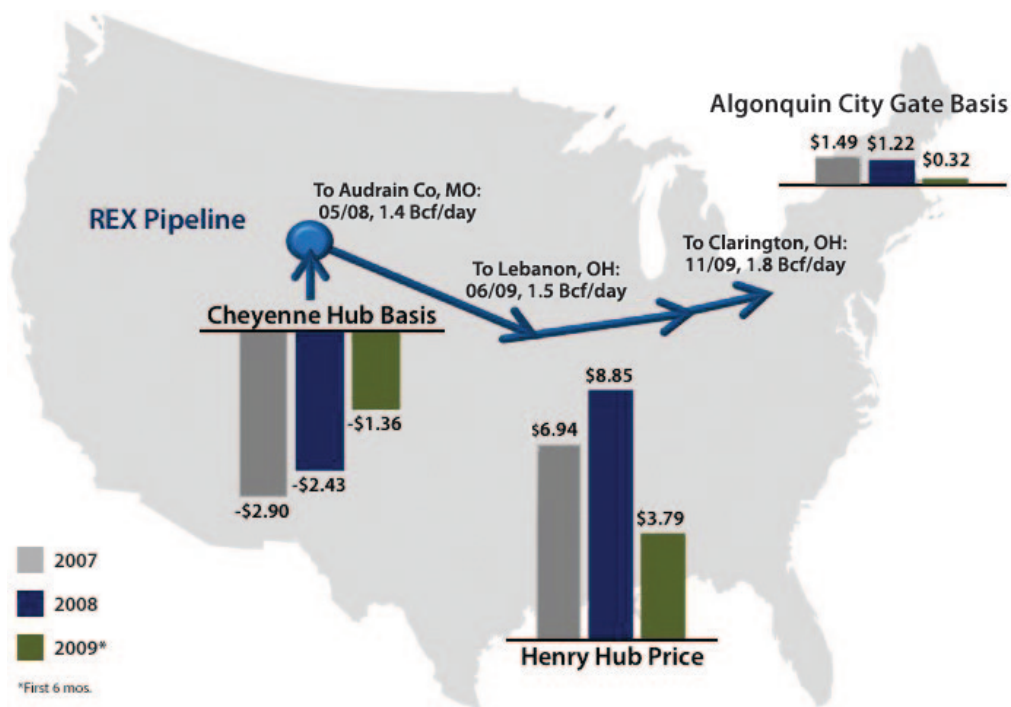 Algonquin City Gate Basis
$1.49
$1.22
$0.32
To Audrain Co, MO:
05/08, 1.4 Bcf/day
REX Pipeline
To Lebanon, OH:
06/09, 1.5 Bcf/day
To Clarington, OH:
11/09, 1.8 Bcf/day
Cheyenne Hub Basis
-$2.90
-$2.43
-$1.36
$6.94
$8.85
$3.79
Henry Hub Price
2007
2008
2009*
*First 6 mos.